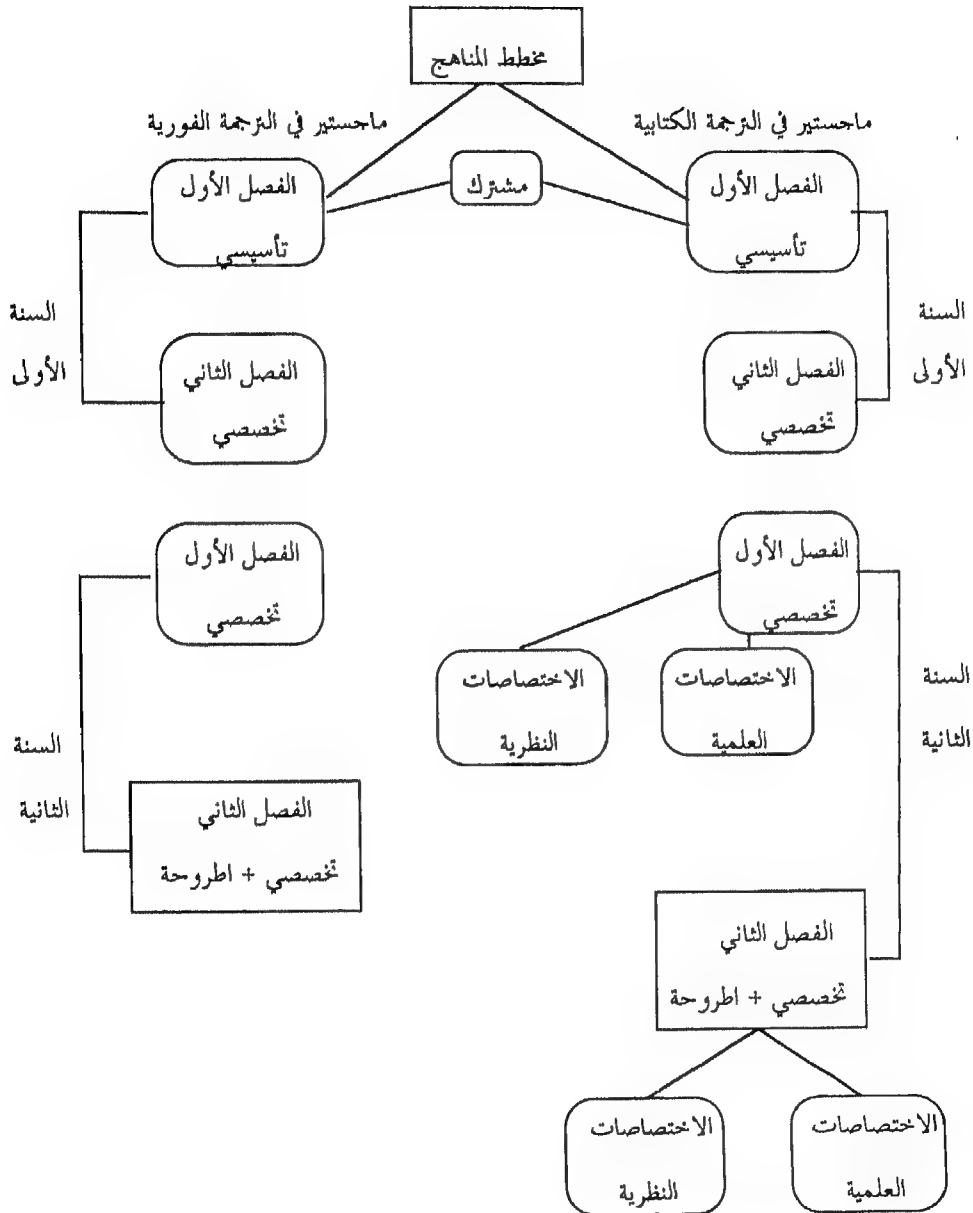 مخطط المناهج
ماجستير في الترجمة الكتابية
ماجستير في الترجمة الفورية
الفصل الأول
تأسيسي
مشترك
الفصل الأول
تأسيسي
السنة
الأولى
الفصل الثاني
تخصصي
الفصل الثاني
تخصصي
السنة
الأولى
الفصل الأول
تخصصي
الفصل الأول
تخصصي
السنة
الثانية
الاختصاصات
العلمية
الاختصاصات
النظرية
السنة
الثانية
الفصل الثاني
تخصصي + اطروحة
الفصل الثاني
تخصصي + اطروحة
الاختصاصات
العلمية
الاختصاصات
النظرية